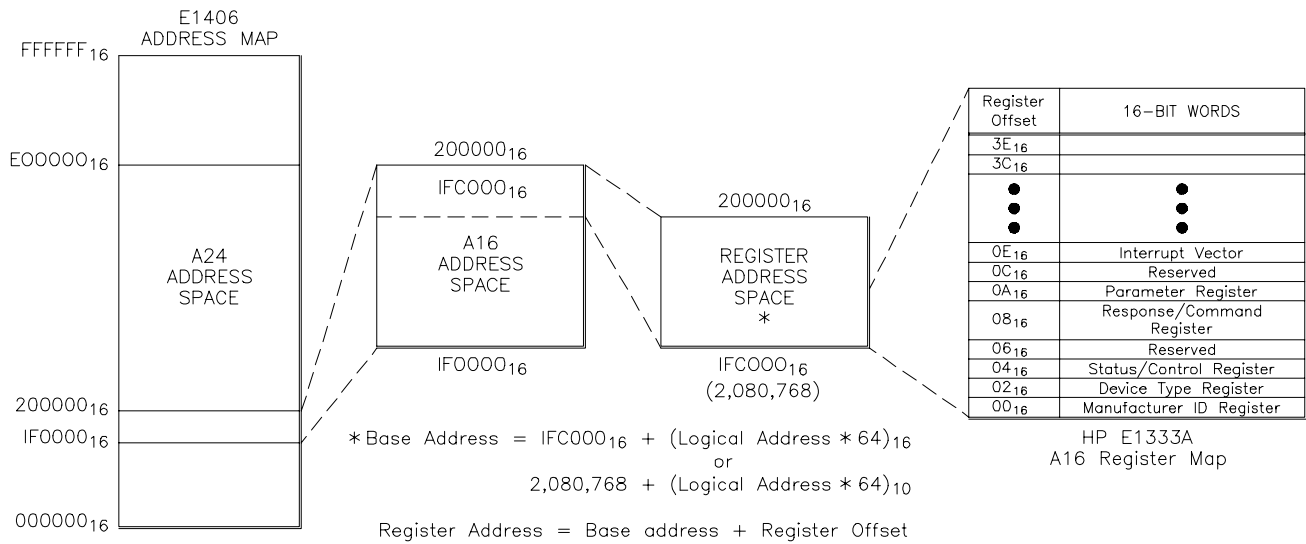 E1406
ADDRESS MAP
FFFFFF16
E0000016
A24
ADDRESS
SPACE
20000016
IF000016
00000016
20000016
IFC00016
A16
ADDRESS
SPACE
IF000016
20000016
REGISTER
ADDRESS
SPACE
*
IFC00016
(2,080,768)
Register
Offset
16-BIT WORDS
3E16
3C16
0E16 Interrupt Vector
0C16 Reserved
0A16 Parameter Register
0816 Response/Command
Register
0616 Reserved
0416 Status/Control Register
0216 Device Type Register
0016 Manufacturer ID Register
HP E1333A
A16 Register Map
*Base Address = IFC00016 + (Logical Address * 64)16
or
2,080,768 + (Logical Address * 64)10
Register Address = Base address + Register Offset